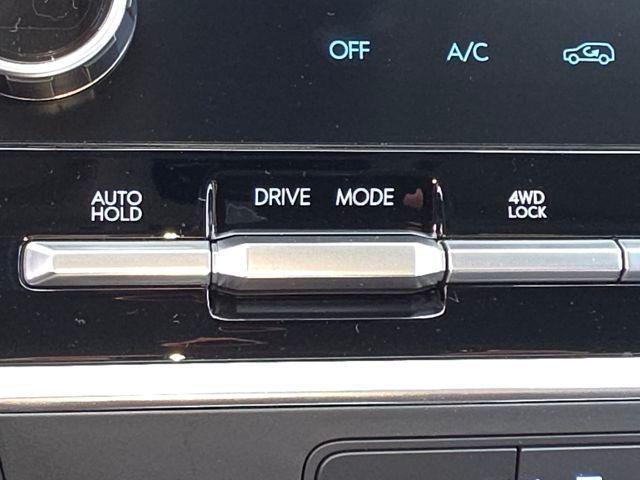 OFF A/C
AUTO HOLD
DRIVE MODE
4WD LOCK